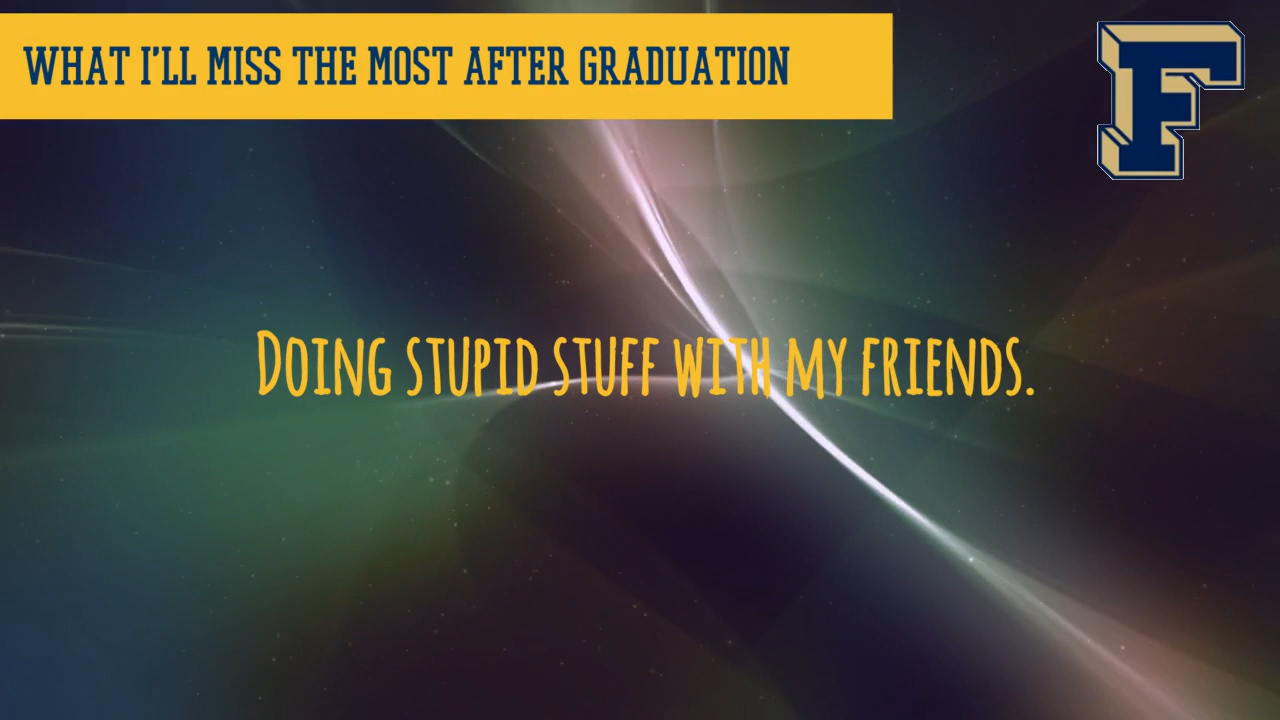 WHAT I'LL MISS THE MOST AFTER GRADUATION
F
DOING STUPID STUFF WITH MY FRIENDS.